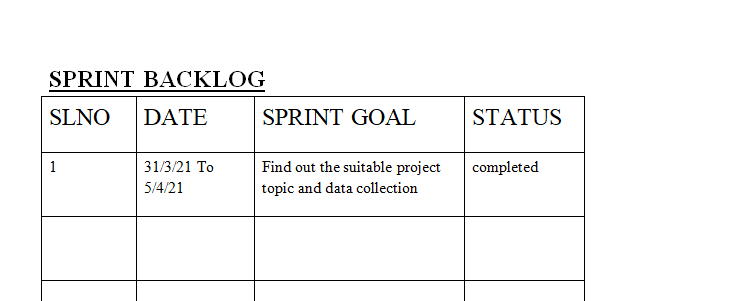 SPRINT BACKLOG
SLNO DATE SPRINT GOAL STATUS
1 31/3/21 To Find out the suitable project completed
5/4/21 topic and data collection